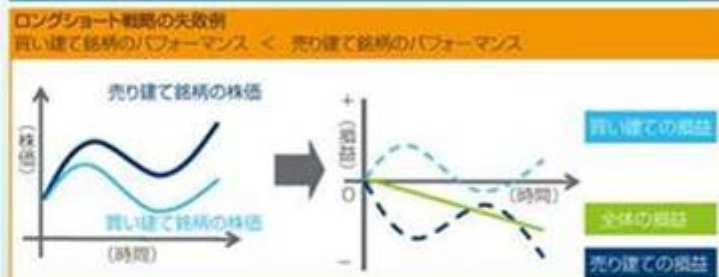 ロングショート戦略の失敗例
買い建て銘柄のパフォーマンス < 売り建て銘柄のパフォーマンス
売り建て銘柄の株価
(株価)
買い建て銘柄の株価
(時間)
+
(損益)
0
−
(時間)
買い建ての損益
全体の損益
売り建ての損益